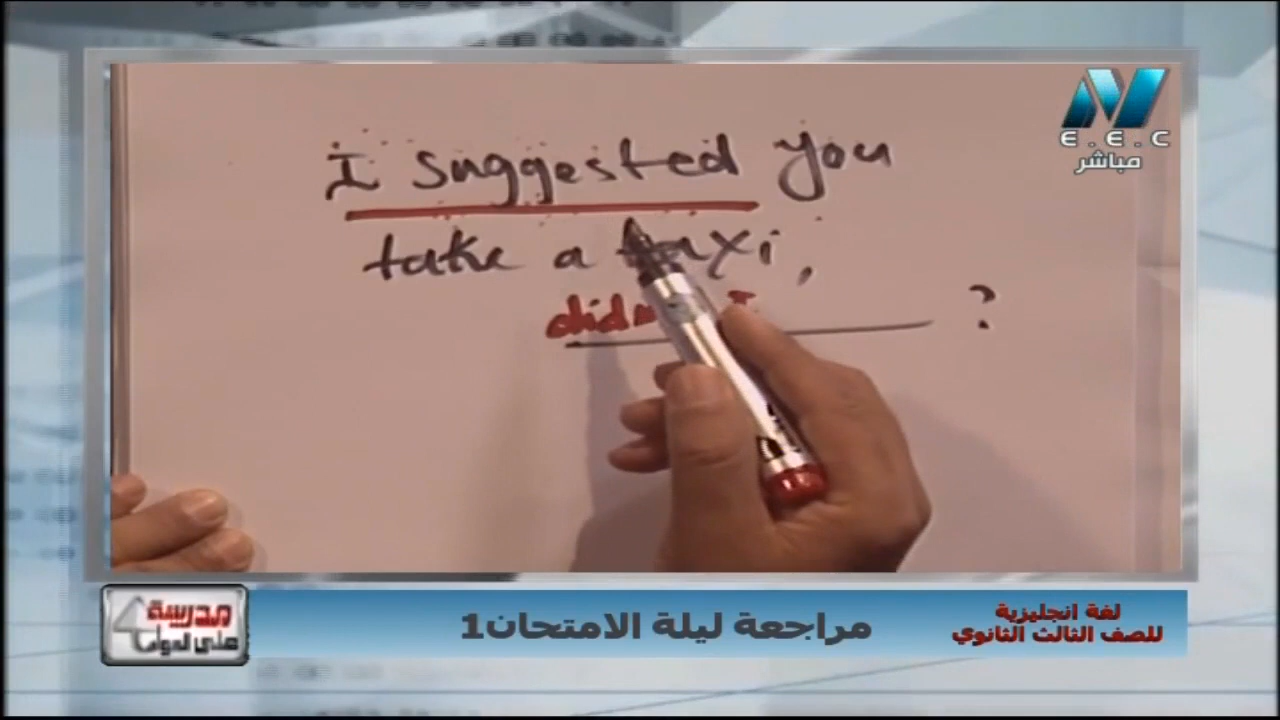 I suggested you
take a taxi,
?
E.E.C
مباشر
لغة انجليزية
للصف الثالث الثانوي
مراجعة ليلة الامتحان1
مدرسة
على الهواء